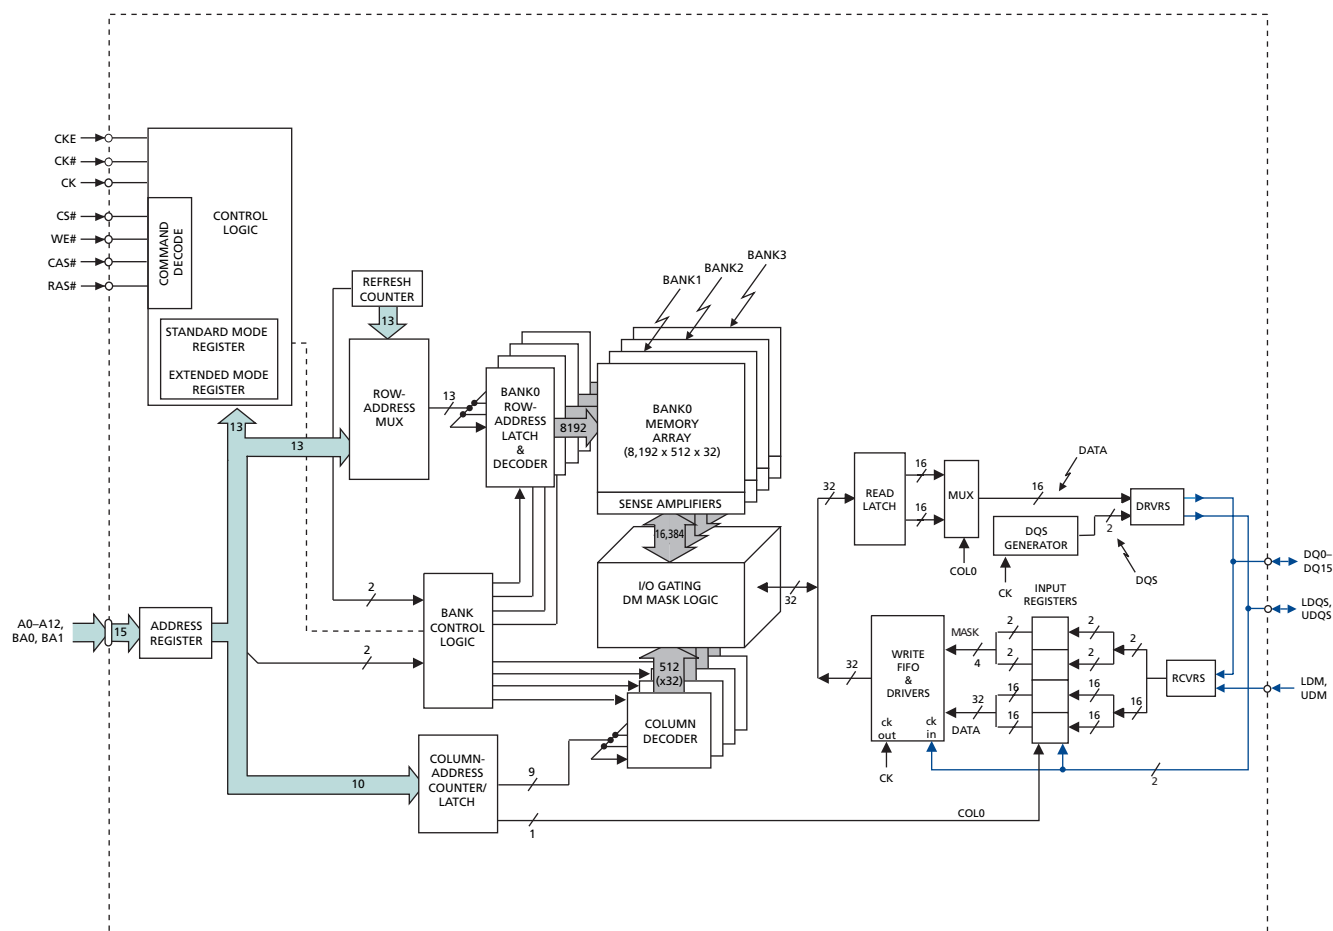 CKE
CK#
CK
CS#
WE#
CAS#
RAS#
COMMAND
DECODE
CONTROL
LOGIC
STANDARD MODE
REGISTER
EXTENDED MODE
REGISTER
REFRESH
COUNTER
13
ROW-
ADDRESS
MUX
13
13
13
BANK0
ROW-
ADDRESS
LATCH
&
DECODER
8192
BANK1
BANK2
BANK3
BANK0
MEMORY
ARRAY
(8,192 x 512 x 32)
SENSE AMPLIFIERS
16,384
I/O GATING
DM MASK LOGIC
32
A0–A12,
BA0, BA1
15
ADDRESS
REGISTER
2
2
BANK
CONTROL
LOGIC
512
(x32)
COLUMN
DECODER
10
COLUMN-
ADDRESS
COUNTER/
LATCH
9
1
COL0
32
READ
LATCH
16
16
MUX
COL0
DATA
16
DQS
GENERATOR
CK
2
DQS
DRVRS
DQ0–
DQ15
LDQS,
UDQS
LDM,
UDM
INPUT
REGISTERS
32
WRITE
FIFO
&
DRIVERS
ck
out
ck
in
CK
MASK
4
32
DATA
2
2
16
16
2
2
16
16
2
16
RCVRS
2